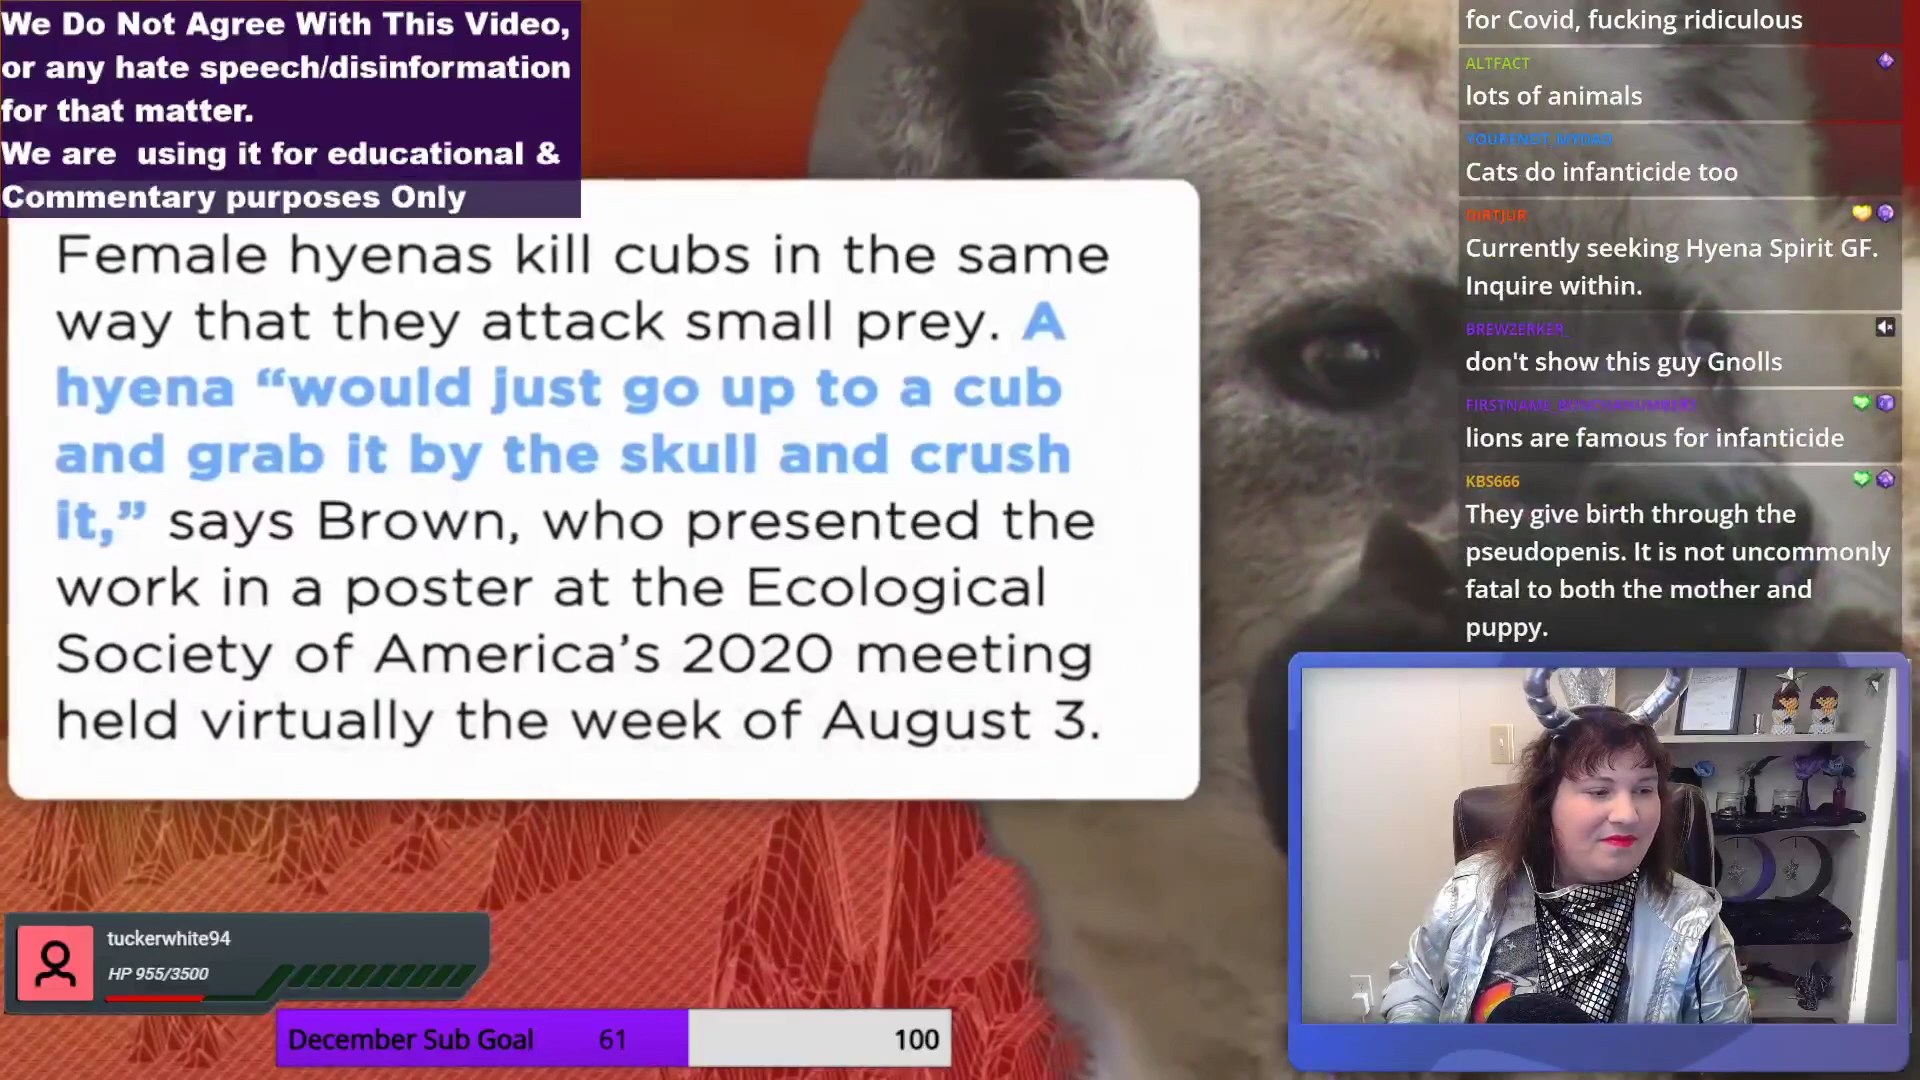 We Do Not Agree With This Video,
or any hate speech/disinformation
for that matter.
We are using it for educational &
Commentary purposes Only
Female hyenas kill cubs in the same
way that they attack small prey. A
hyena “would just go up to a cub
and grab it by the skull and crush
it,” says Brown, who presented the
work in a poster at the Ecological
Society of America’s 2020 meeting
held virtually the week of August 3.
for Covid, fucking ridiculous
ALTFACT
lots of animals
YOURENOT_MYDAD
Cats do infanticide too
DIRTJUR
Currently seeking Hyena Spirit GF.
Inquire within.
BREWZERKER_
don't show this guy Gnolls
FIRSTNAME_BUNCHANUMBERS
lions are famous for infanticide
KBS666
They give birth through the
pseudopenis. It is not uncommonly
fatal to both the mother and
puppy.
tuckerwhite94
HP 955/3500
December Sub Goal 61 100